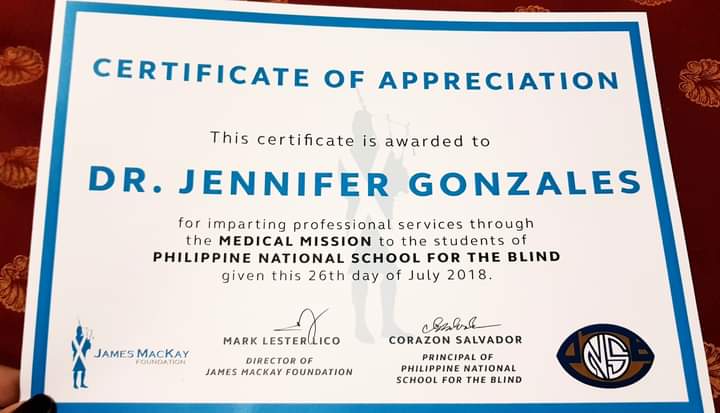 CERTIFICATE OF APPRECIATION
This certificate is awarded to
DR. JENNIFER GONZALES
for imparting professional services through
the MEDICAL MISSION to the students of
PHILIPPINE NATIONAL SCHOOL FOR THE BLIND
given this 26th day of July 2018.
MARK LESTER LICO
DIRECTOR OF
JAMES MACKAY FOUNDATION
CORAZON SALVADOR
PRINCIPAL OF
PHILIPPINE NATIONAL
SCHOOL FOR THE BLIND
JAMES MACKAY
FOUNDATION